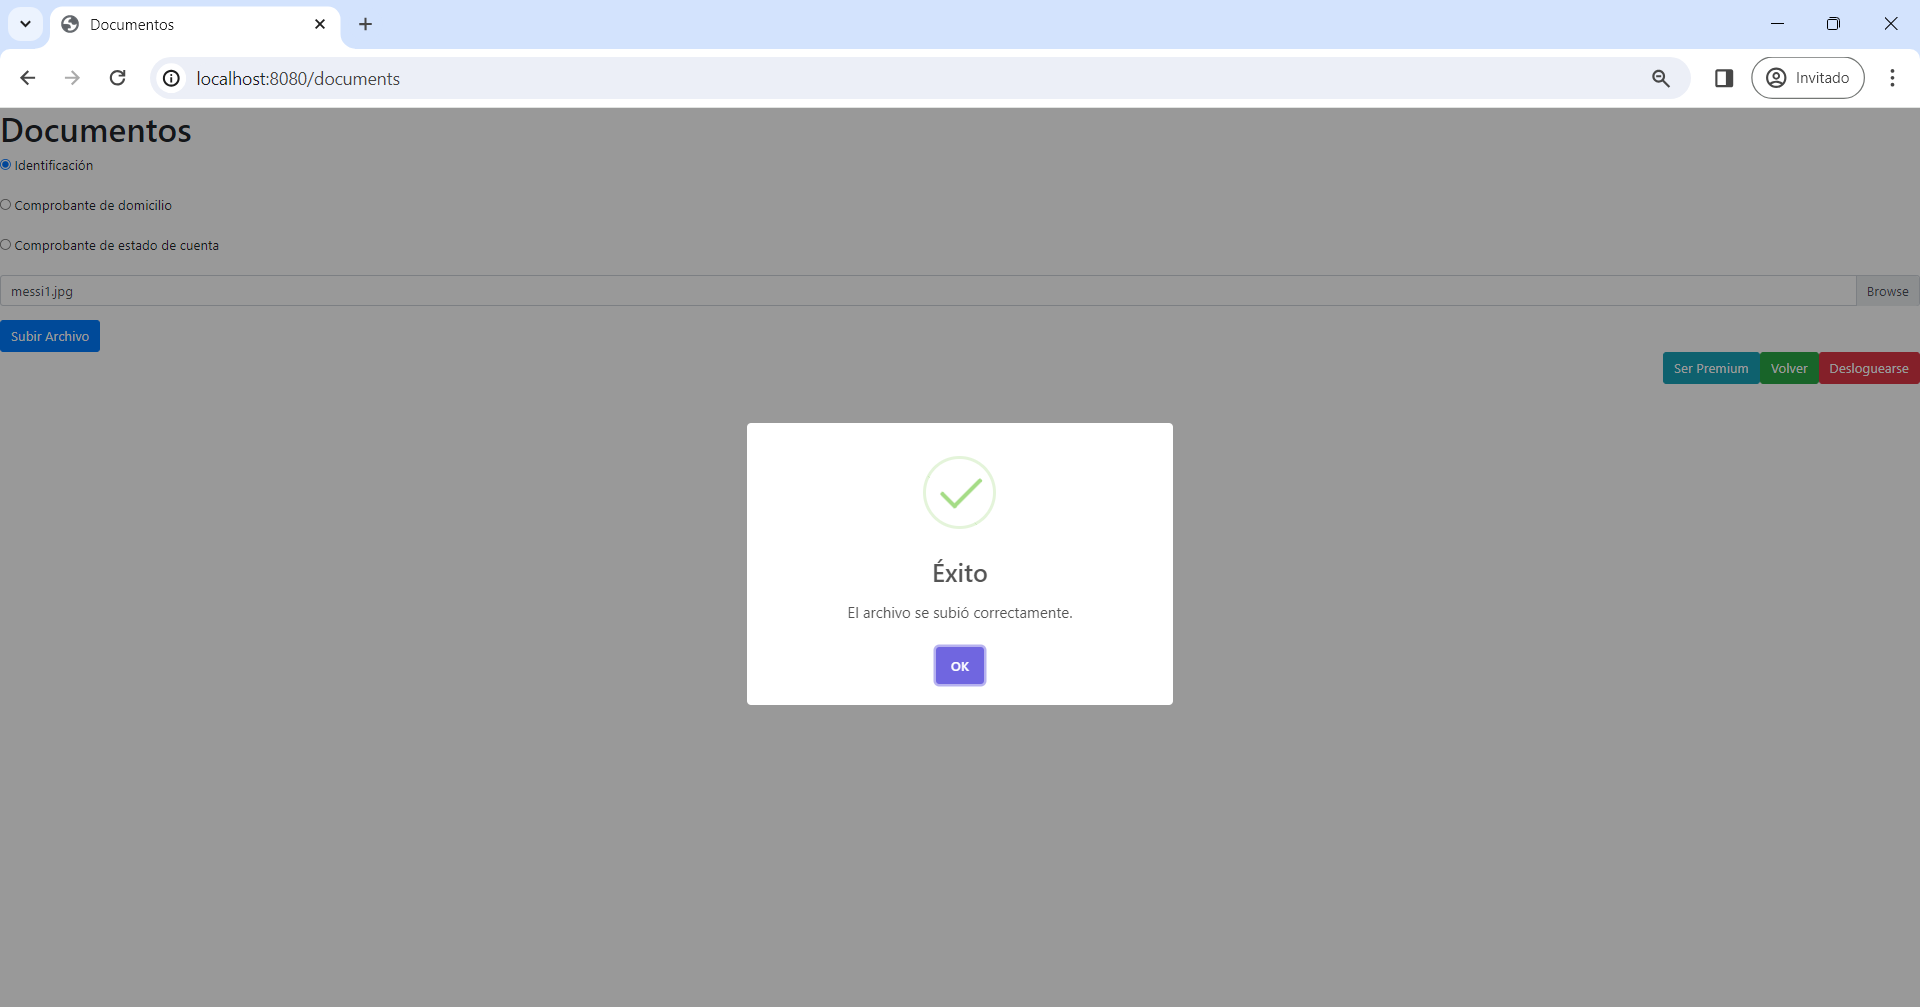 Documentos
localhost:8080/documents
Invitado
Documentos
Identificación
Comprobante de domicilio
Comprobante de estado de cuenta
messi1.jpg
Browse
Subir Archivo
Ser Premium
Volver
Desloguearse
Éxito
El archivo se subió correctamente.
OK